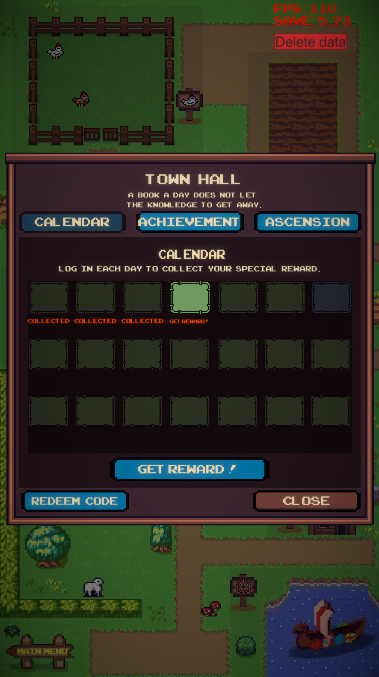 FPS:110
SAVE:0.73
Delete data
TOWN HALL
A BOOK A DAY DOES NOT LET
THE KNOWLEDGE TO GET AWAY.
CALENDAR ACHIEVEMENT ASCENSION
CALENDAR
LOG IN EACH DAY TO COLLECT YOUR SPECIAL REWARD.
COLLECTED COLLECTED COLLECTED GET REWARD!
GET REWARD!
REDEEM CODE CLOSE
MAIN MENU